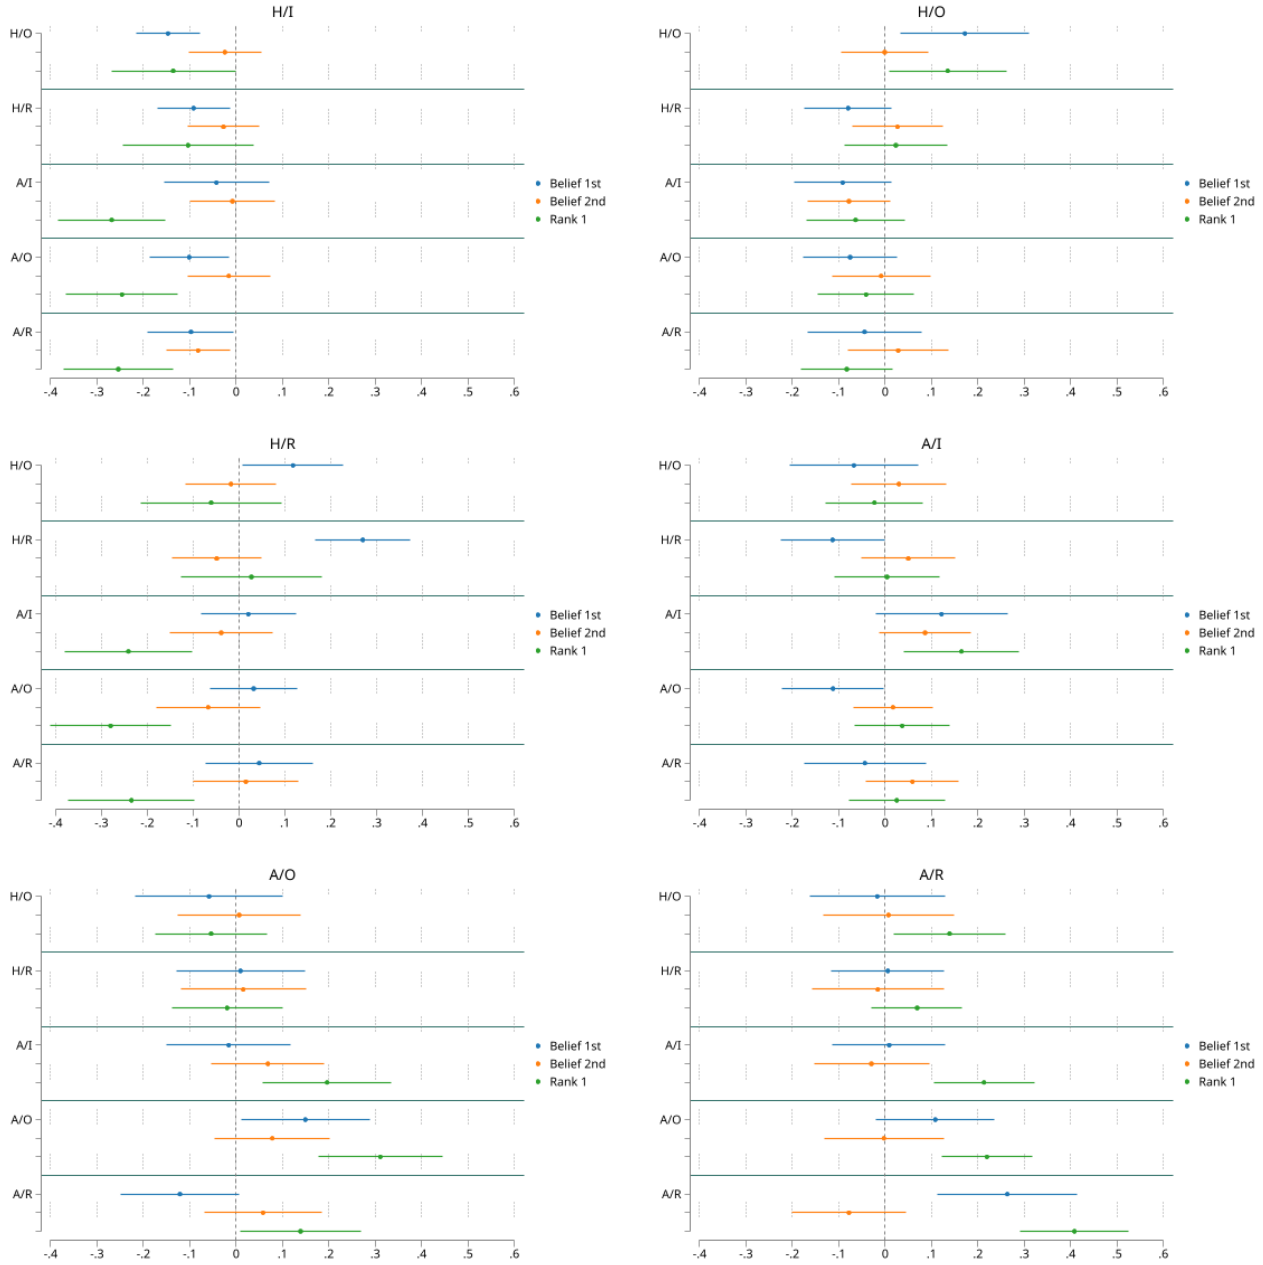 H/I
H/O
H/R
A/I
A/O
A/R
-.4 -.3 -.2 -.1 0 .1 .2 .3 .4 .5 .6
Belief 1st
Belief 2nd
Rank 1
H/O
H/O
H/R
A/I
A/O
A/R
-.4 -.3 -.2 -.1 0 .1 .2 .3 .4 .5 .6
Belief 1st
Belief 2nd
Rank 1
H/R
H/O
H/R
A/I
A/O
A/R
-.4 -.3 -.2 -.1 0 .1 .2 .3 .4 .5 .6
Belief 1st
Belief 2nd
Rank 1
A/I
H/O
H/R
A/I
A/O
A/R
-.4 -.3 -.2 -.1 0 .1 .2 .3 .4 .5 .6
Belief 1st
Belief 2nd
Rank 1
A/O
H/O
H/R
A/I
A/O
A/R
-.4 -.3 -.2 -.1 0 .1 .2 .3 .4 .5 .6
Belief 1st
Belief 2nd
Rank 1
A/R
H/O
H/R
A/I
A/O
A/R
-.4 -.3 -.2 -.1 0 .1 .2 .3 .4 .5 .6
Belief 1st
Belief 2nd
Rank 1